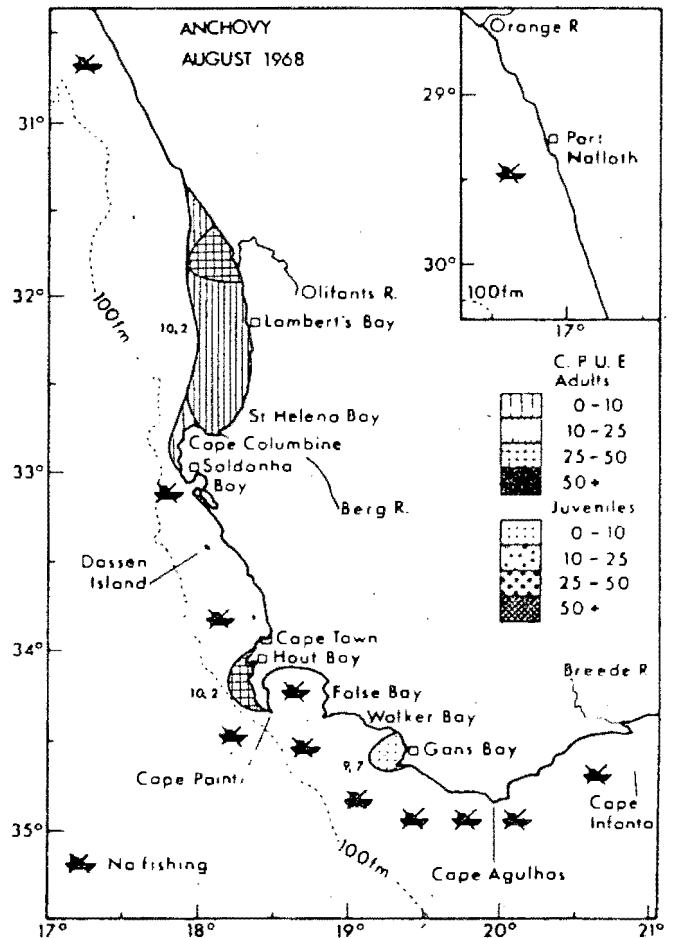 ANCHOVY
AUGUST 1968
Orange R
29°
Port
Nalloth
30°
100fm
17°
31°
32°
33°
34°
35°
100fm
Olifants R.
10,2
Lambert's Bay
St Helena Bay
Cape Columbine
Saldanha
Bay
Berg R.
Dassen
Island
Cape Town
Hout Bay
10,2
False Bay
Walker Bay
Gans Bay
9,7
Cape Point
Breede R
Cape
Infanta
Cape Agulhas
100fm
No fishing
C. P. U. E
Adults
0-10
10-25
25-50
50+
Juveniles
0-10
10-25
25-50
50+
17°
18°
19°
20°
21°